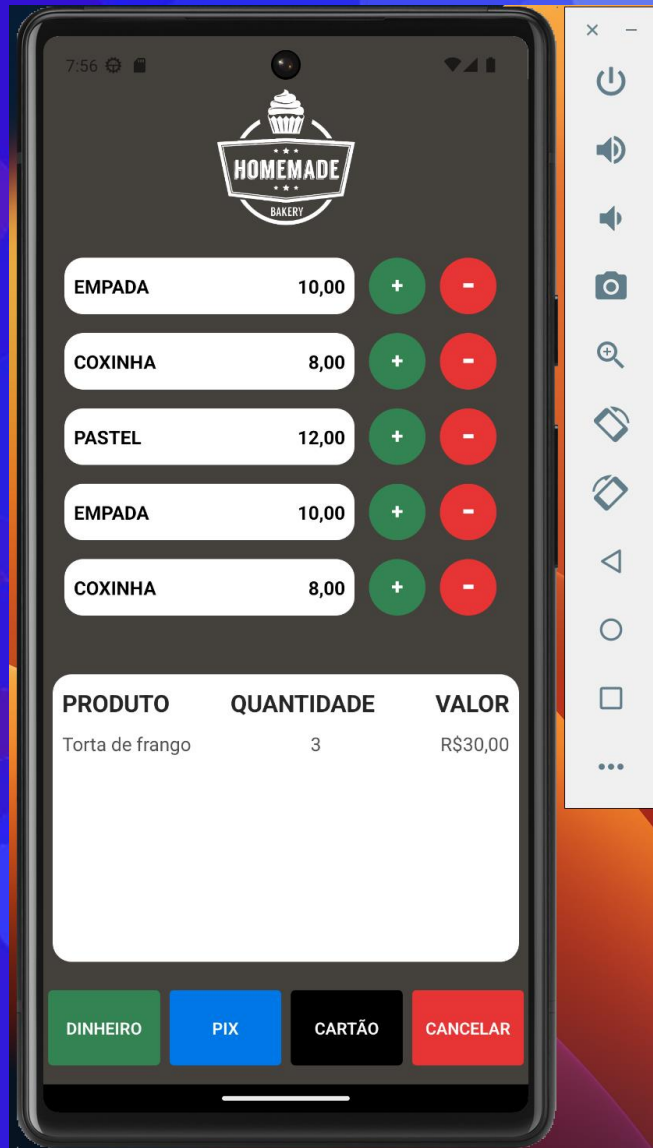 7:56
HOMEMADE
BAKERY
EMPADA 10,00 + -
COXINHA 8,00 + -
PASTEL 12,00 + -
EMPADA 10,00 + -
COXINHA 8,00 + -
PRODUTO QUANTIDADE VALOR
Torta de frango 3 R$30,00
DINHEIRO PIX CARTÃO CANCELAR